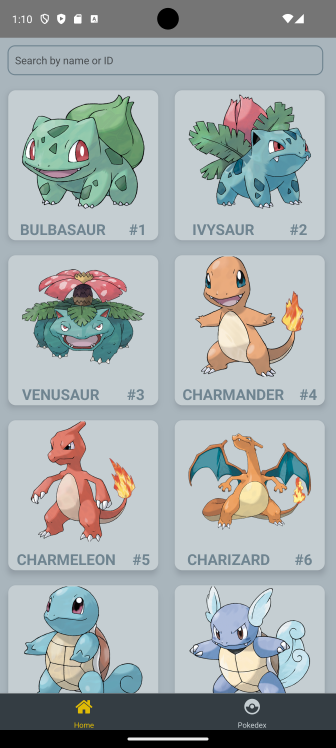 1:10
Search by name or ID
BULBASAUR #1
IVYSAUR #2
VENUSAUR #3
CHARMANDER #4
CHARMELEON #5
CHARIZARD #6
Home
Pokedex